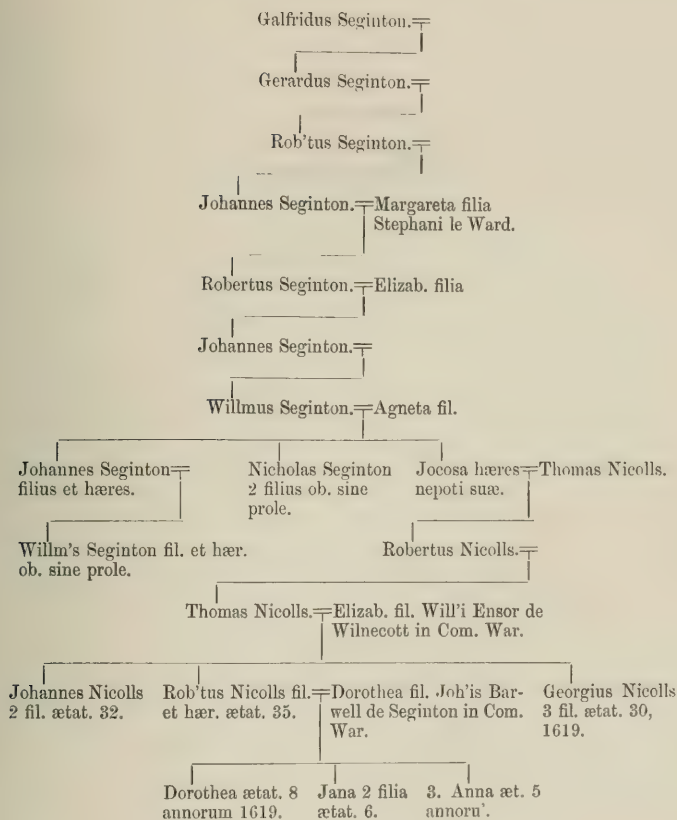 Galfridus Seginton.
Gerardus Seginton.
Rob'tus Seginton.
Johannes Seginton. Margareta filia
Stephani le Ward.
Robertus Seginton. Elizab. filia
Johannes Seginton.
Willmus Seginton. Agneta fil.
Johannes Seginton
filius et hæres.
Nicholas Seginton
2 filius ob. sine
prole.
Jocosa hæres
nepoti suæ.
Thomas Nicolls.
Willm's Seginton fil. et hær.
ob. sine prole.
Robertus Nicolls.
Thomas Nicolls. Elizab. fil. Will'i Ensor de
Wilnecott in Com. War.
Johannes Nicolls
2 fil. ætat. 32.
Rob'tus Nicolls fil.
et hær. ætat. 35.
Dorothea fil. Joh'is Bar-
well de Seginton in Com.
War.
Georgius Nicolls
3 fil. ætat. 30,
1619.
Dorothea ætat. 8
annorum 1619.
Jana 2 filia
ætat. 6.
3. Anna æt. 5
annoru'.